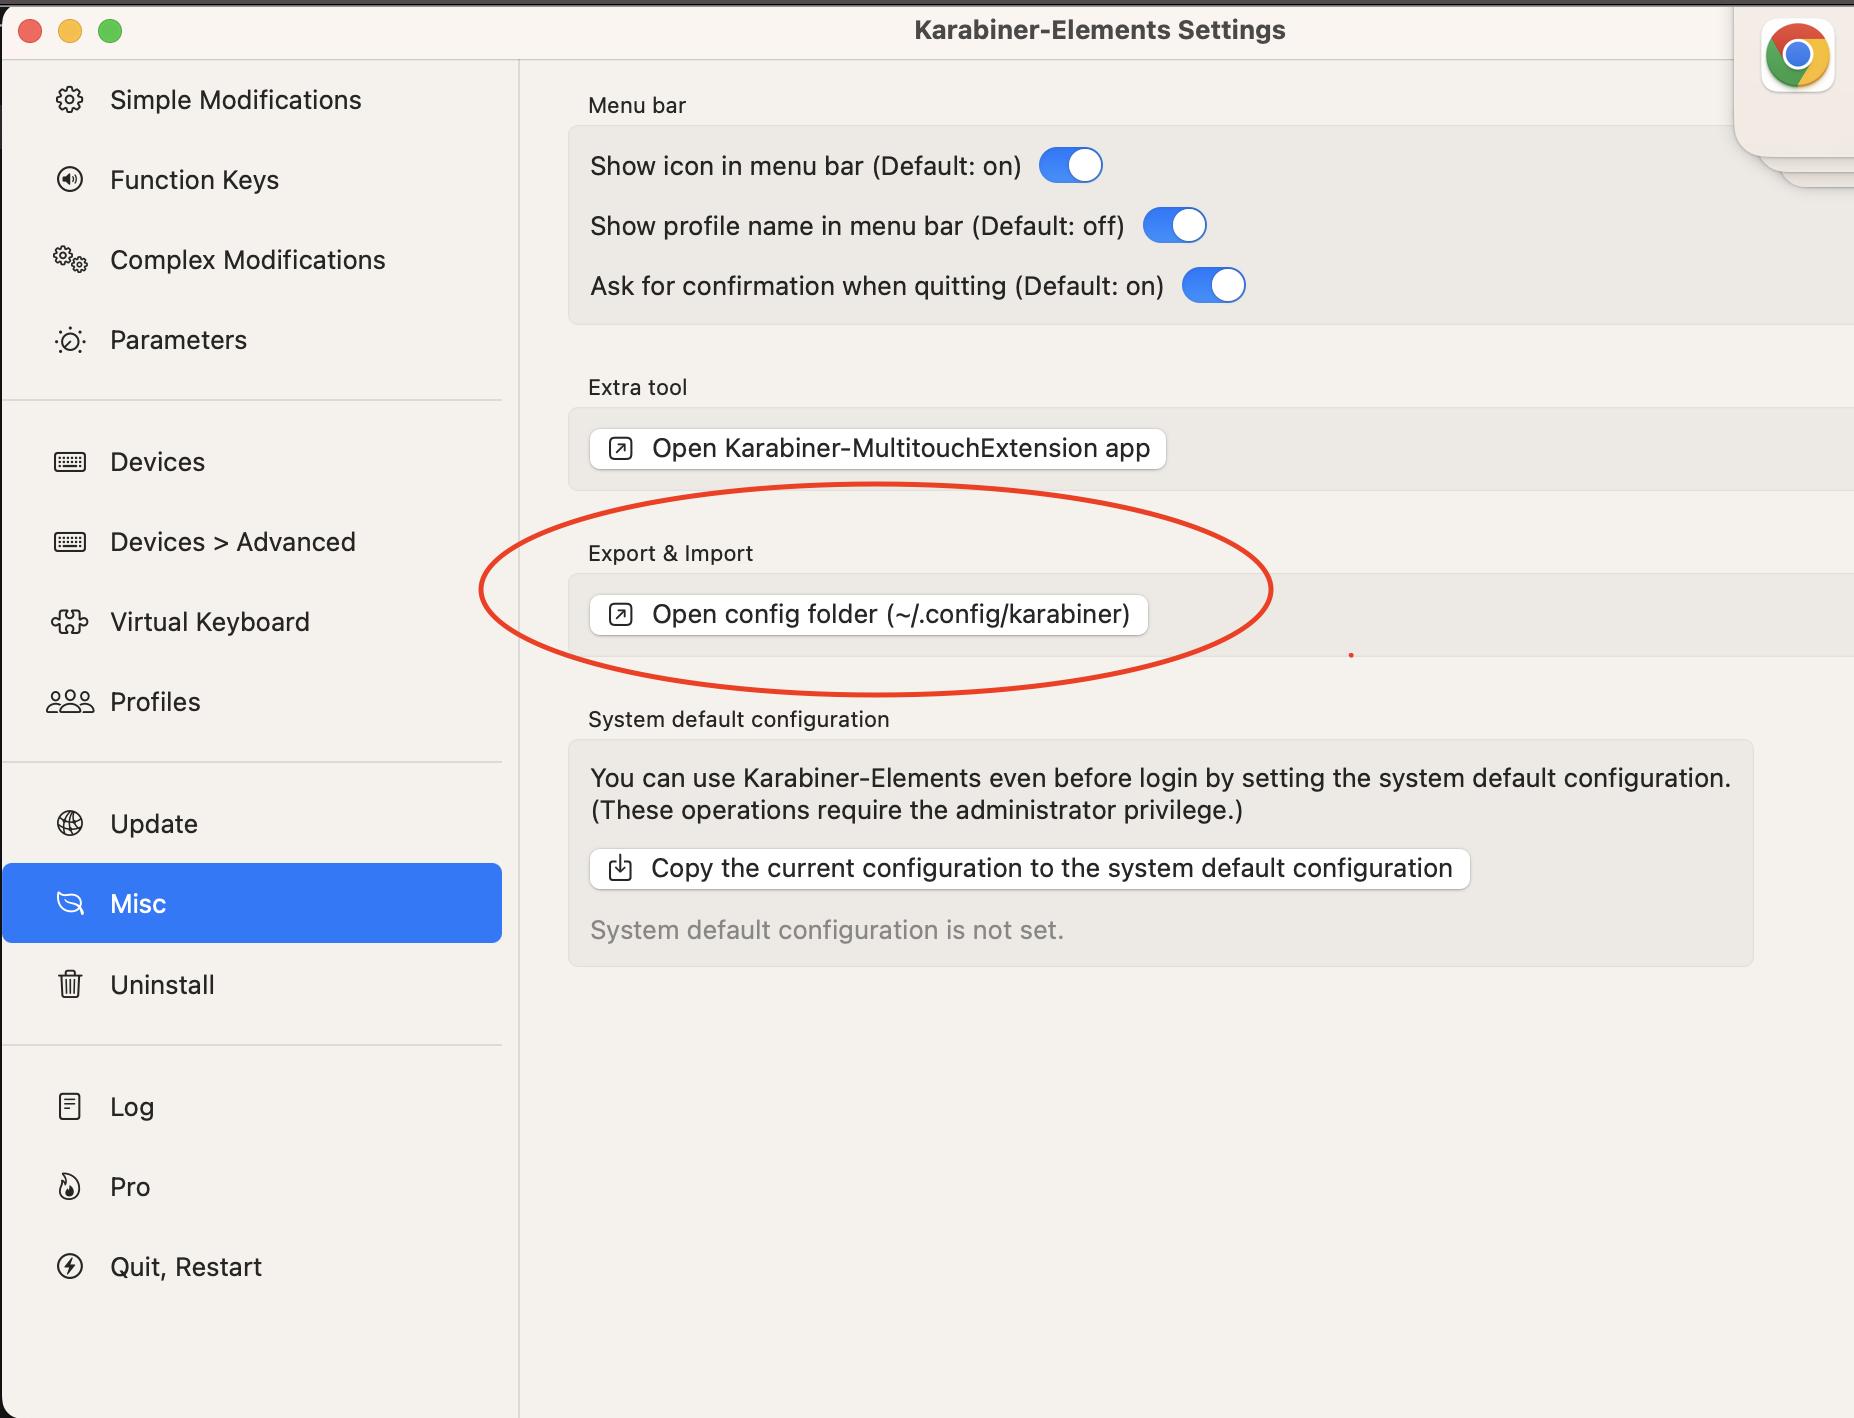 Karabiner-Elements Settings
Simple Modifications
Function Keys
Complex Modifications
Parameters
Devices
Devices > Advanced
Virtual Keyboard
Profiles
Update
Misc
Uninstall
Log
Pro
Quit, Restart
Menu bar
Show icon in menu bar (Default: on)
Show profile name in menu bar (Default: off)
Ask for confirmation when quitting (Default: on)
Extra tool
Open Karabiner-MultitouchExtension app
Export & Import
Open config folder (~/.config/karabiner)
System default configuration
You can use Karabiner-Elements even before login by setting the system default configuration.
(These operations require the administrator privilege.)
Copy the current configuration to the system default configuration
System default configuration is not set.